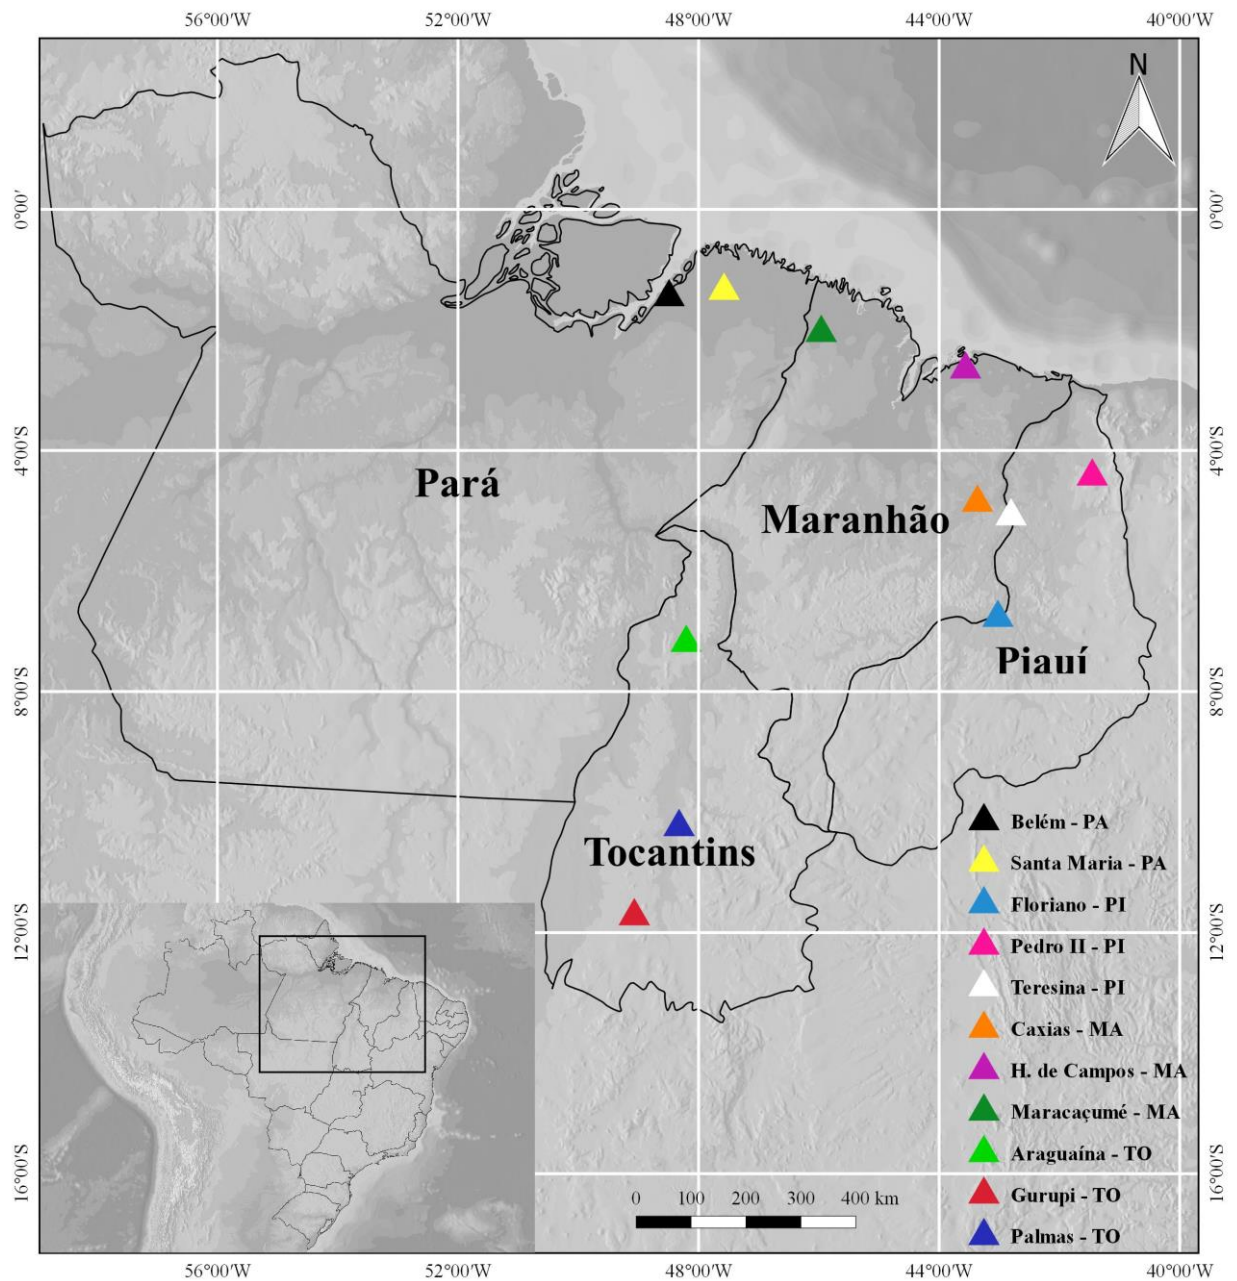 56°00'W 52°00'W 48°00'W 44°00'W 40°00'W
N
0°00'
0°00'
4°00'S
4°00'S
Pará
Maranhão
Piauí
8°00'S
8°00'S
Tocantins
12°00'S
12°00'S
Belém - PA
Santa Maria - PA
Floriano - PI
Pedro II - PI
Teresina - PI
Caxias - MA
H. de Campos - MA
Maracaçumé - MA
Araguaína - TO
Gurupi - TO
Palmas - TO
16°00'S
16°00'S
0 100 200 300 400 km
56°00'W 52°00'W 48°00'W 44°00'W 40°00'W